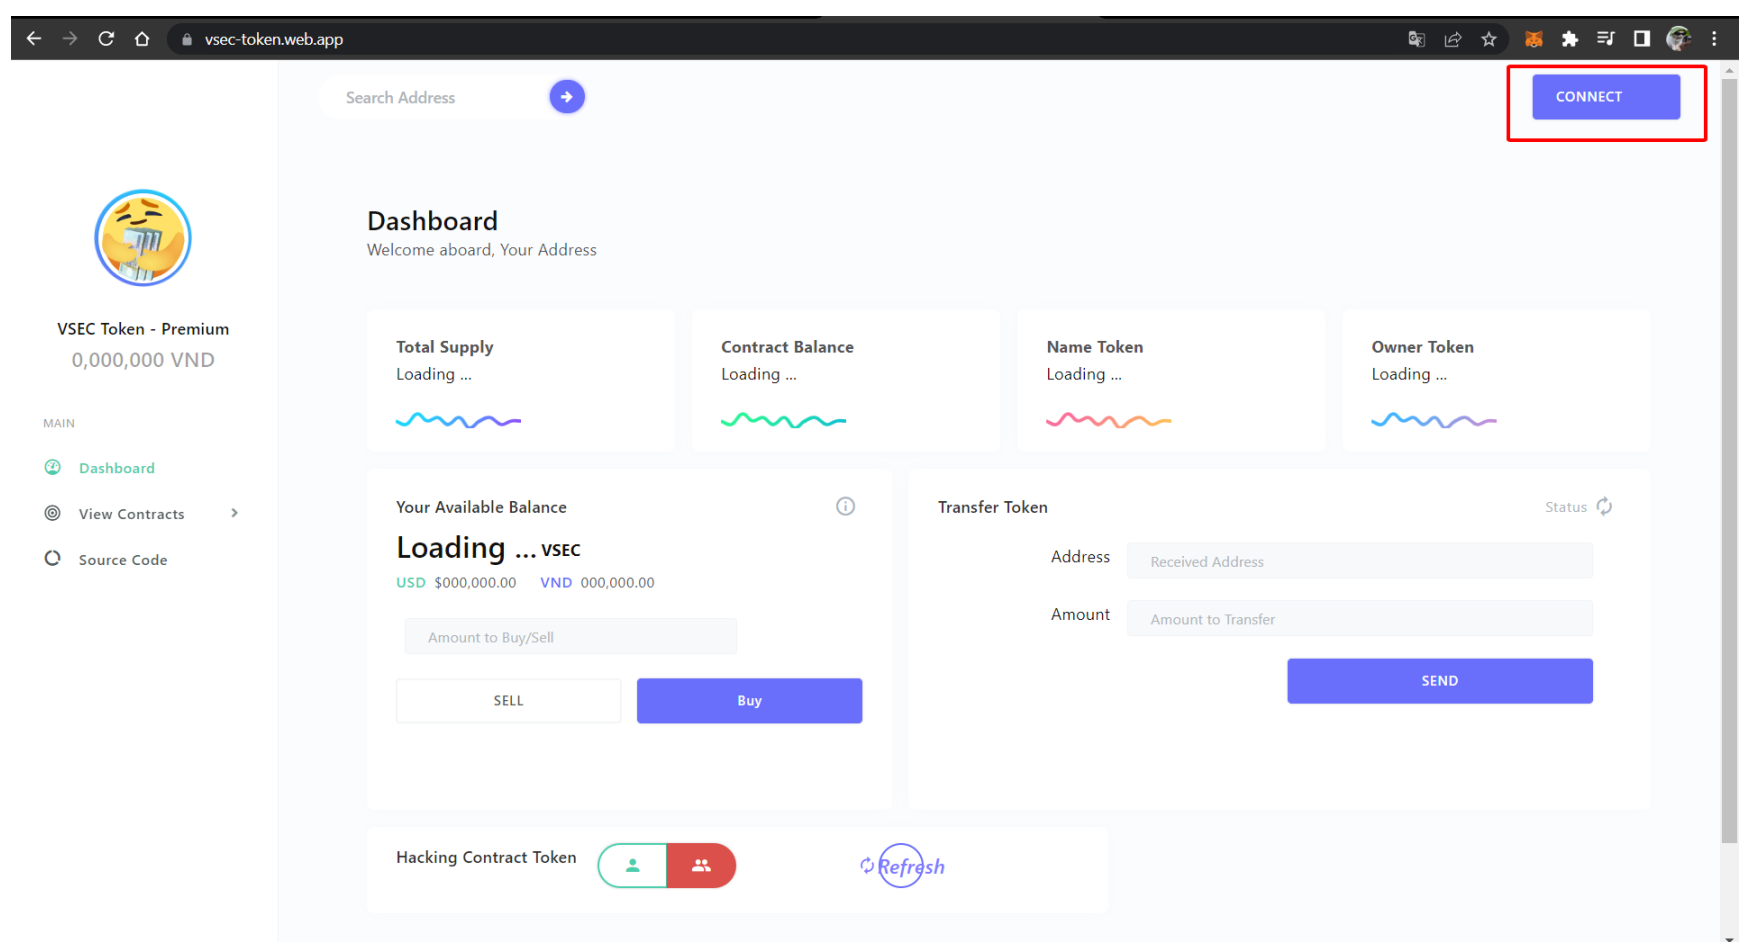 vsec-token.web.app
Search Address
CONNECT
Dashboard
Welcome aboard, Your Address
VSEC Token - Premium
0,000,000 VND
MAIN
Dashboard
View Contracts
Source Code
Total Supply
Loading ...
Contract Balance
Loading ...
Name Token
Loading ...
Owner Token
Loading ...
Your Available Balance
Loading ... VSEC
USD $000,000.00 VND 000,000.00
Amount to Buy/Sell
SELL Buy
Transfer Token Status
Address Received Address
Amount Amount to Transfer
SEND
Hacking Contract Token Refresh